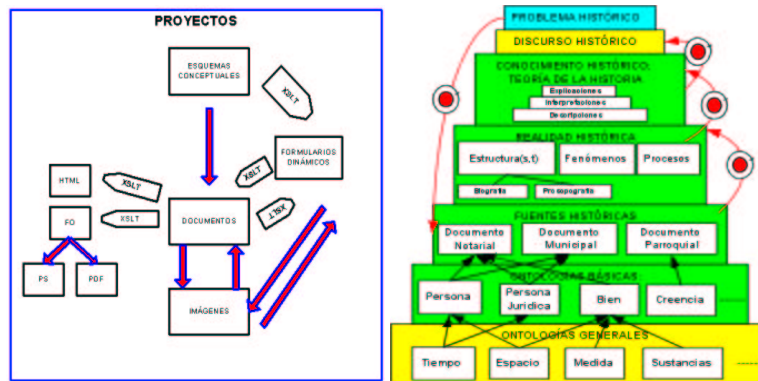 PROYECTOS
ESQUEMAS
CONCEPTUALES
XSLT
FORMULARIOS
DINÁMICOS
HTML
XSLT
XSLT
FO
XSLT
DOCUMENTOS
XSLT
PS
PDF
IMÁGENES
PROBLEMA HISTÓRICO
DISCURSO HISTÓRICO
CONOCIMIENTO HISTÓRICO:
TEORÍA DE LA HISTORIA
Explicaciones
Interpretaciones
Descripciones
REALIDAD HISTÓRICA
Estructura(s,t)
Fenómenos
Procesos
Biografía
Prosopografía
FUENTES HISTÓRICAS
Documento
Notarial
Documento
Municipal
Documento
Parroquial
ONTOLOGÍAS BÁSICAS
Persona
Persona
Jurídica
Bien
Creencia
ONTOLOGÍAS GENERALES
Tiempo
Espacio
Medida
Sustancias